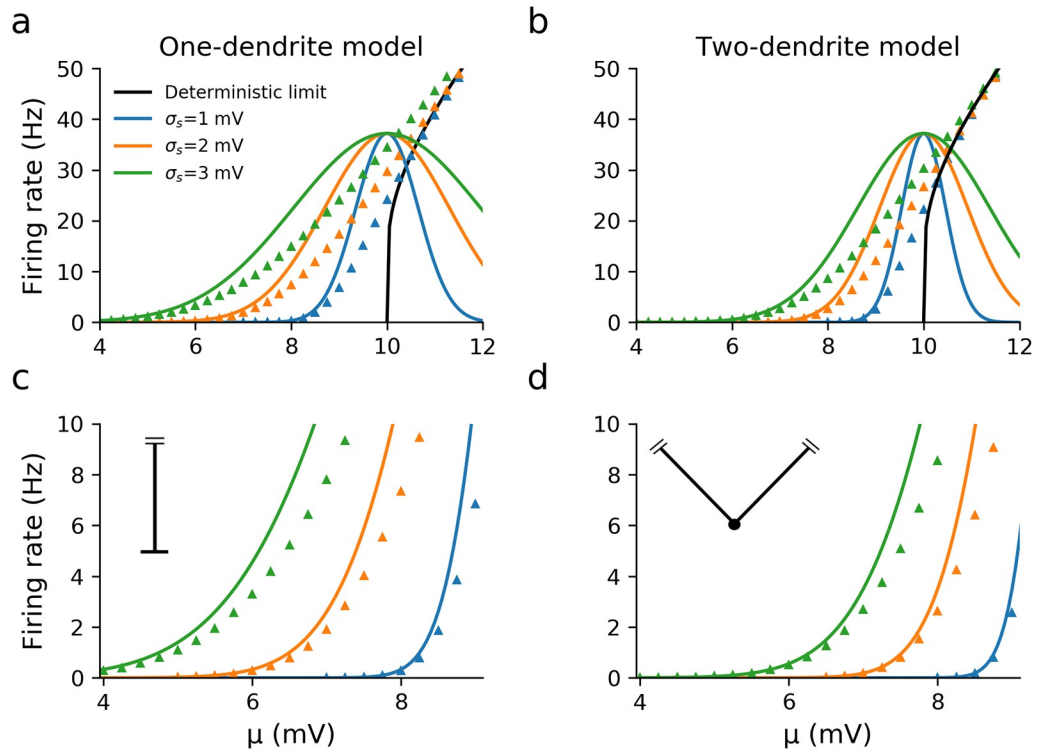 a
b
One-dendrite model
Two-dendrite model
Firing rate (Hz)
50
40
30
20
10
0
Deterministic limit
σs=1 mV
σs=2 mV
σs=3 mV
4 6 8 10 12
50
40
30
20
10
0
4 6 8 10 12
c
d
Firing rate (Hz)
10
8
6
4
2
0
4 6 8
μ (mV)
10
8
6
4
2
0
4 6 8
μ (mV)